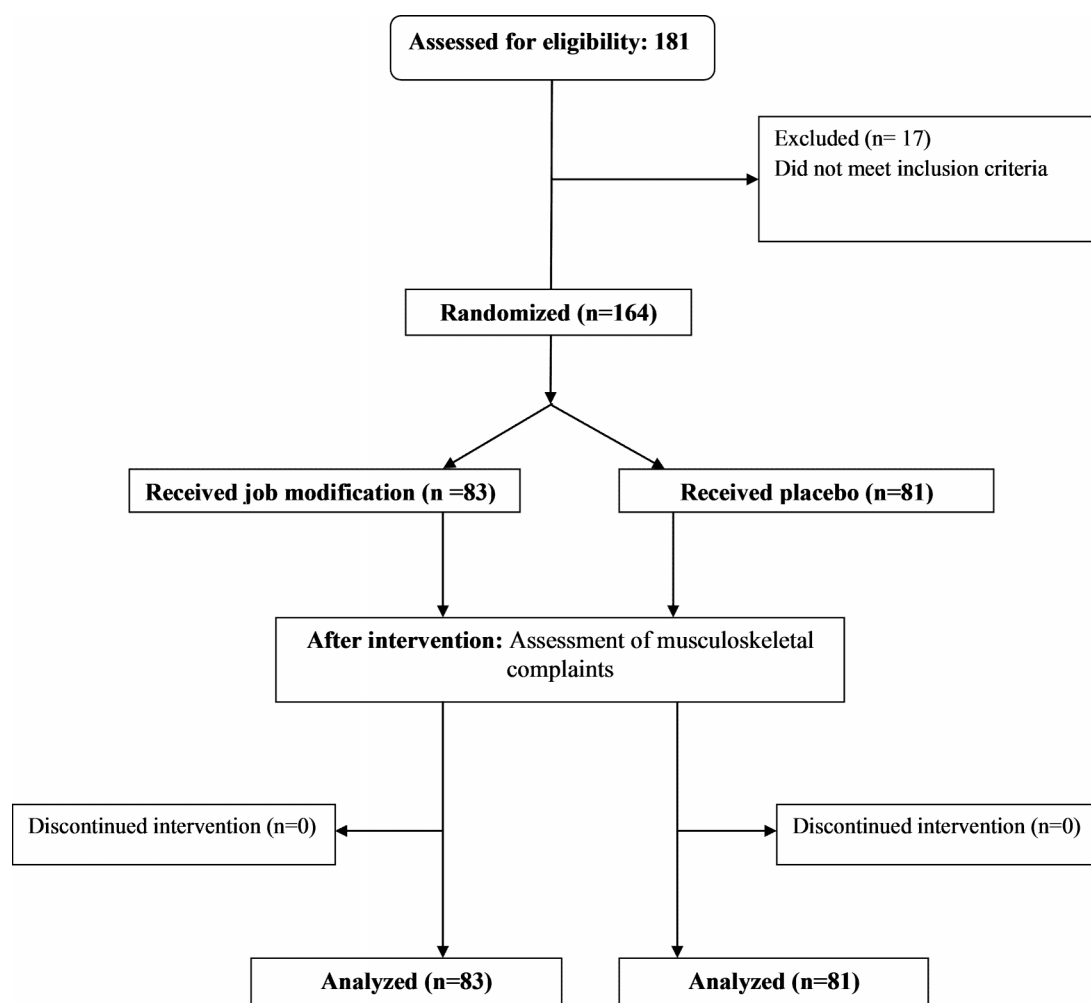 Assessed for eligibility: 181
Excluded (n= 17)
Did not meet inclusion criteria
Randomized (n=164)
Received job modification (n =83)
Received placebo (n=81)
After intervention: Assessment of musculoskeletal
complaints
Discontinued intervention (n=0)
Discontinued intervention (n=0)
Analyzed (n=83)
Analyzed (n=81)